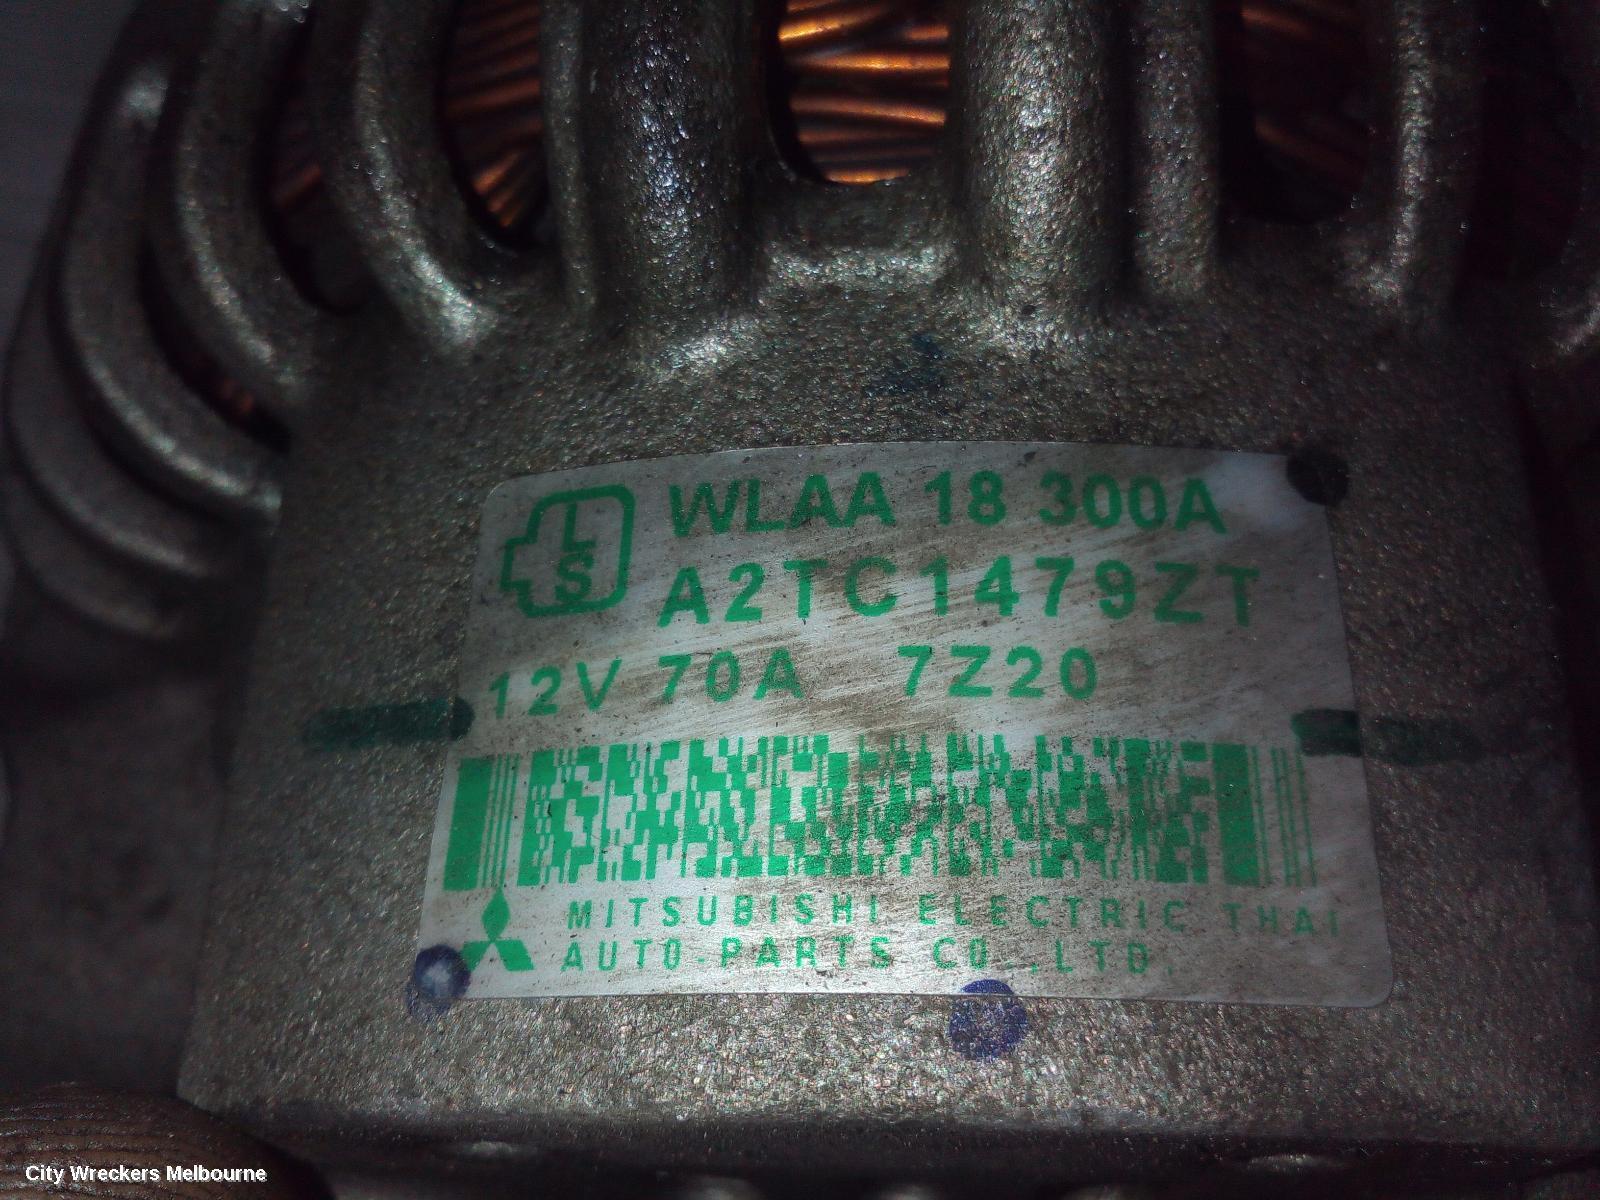 L
S
WLAA 18 300A
A2TC1479ZT
12V 70A 7Z20
MITSUBISHI ELECTRIC THAI
AUTO-PARTS CO.,LTD.
City Wreckers Melbourne